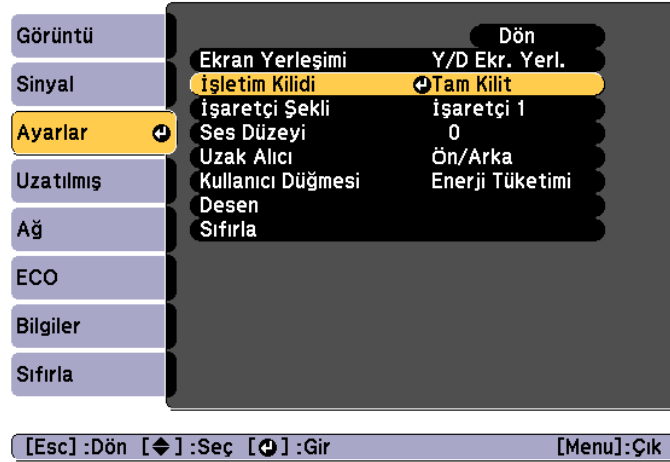 Görüntü
Sinyal
Ayarlar
Uzatılmış
Ağ
ECO
Bilgiler
Sıfırla
Dön
Ekran Yerleşimi Y/D Ekr. Yerl.
İşletim Kilidi Tam Kilit
İşaretçi Şekli İşaretçi 1
Ses Düzeyi 0
Uzak Alıcı Ön/Arka
Kullanıcı Düğmesi Enerji Tüketimi
Desen
Sıfırla
[Esc] :Dön [◆] :Seç [⏎] :Gir [Menu]:Çık